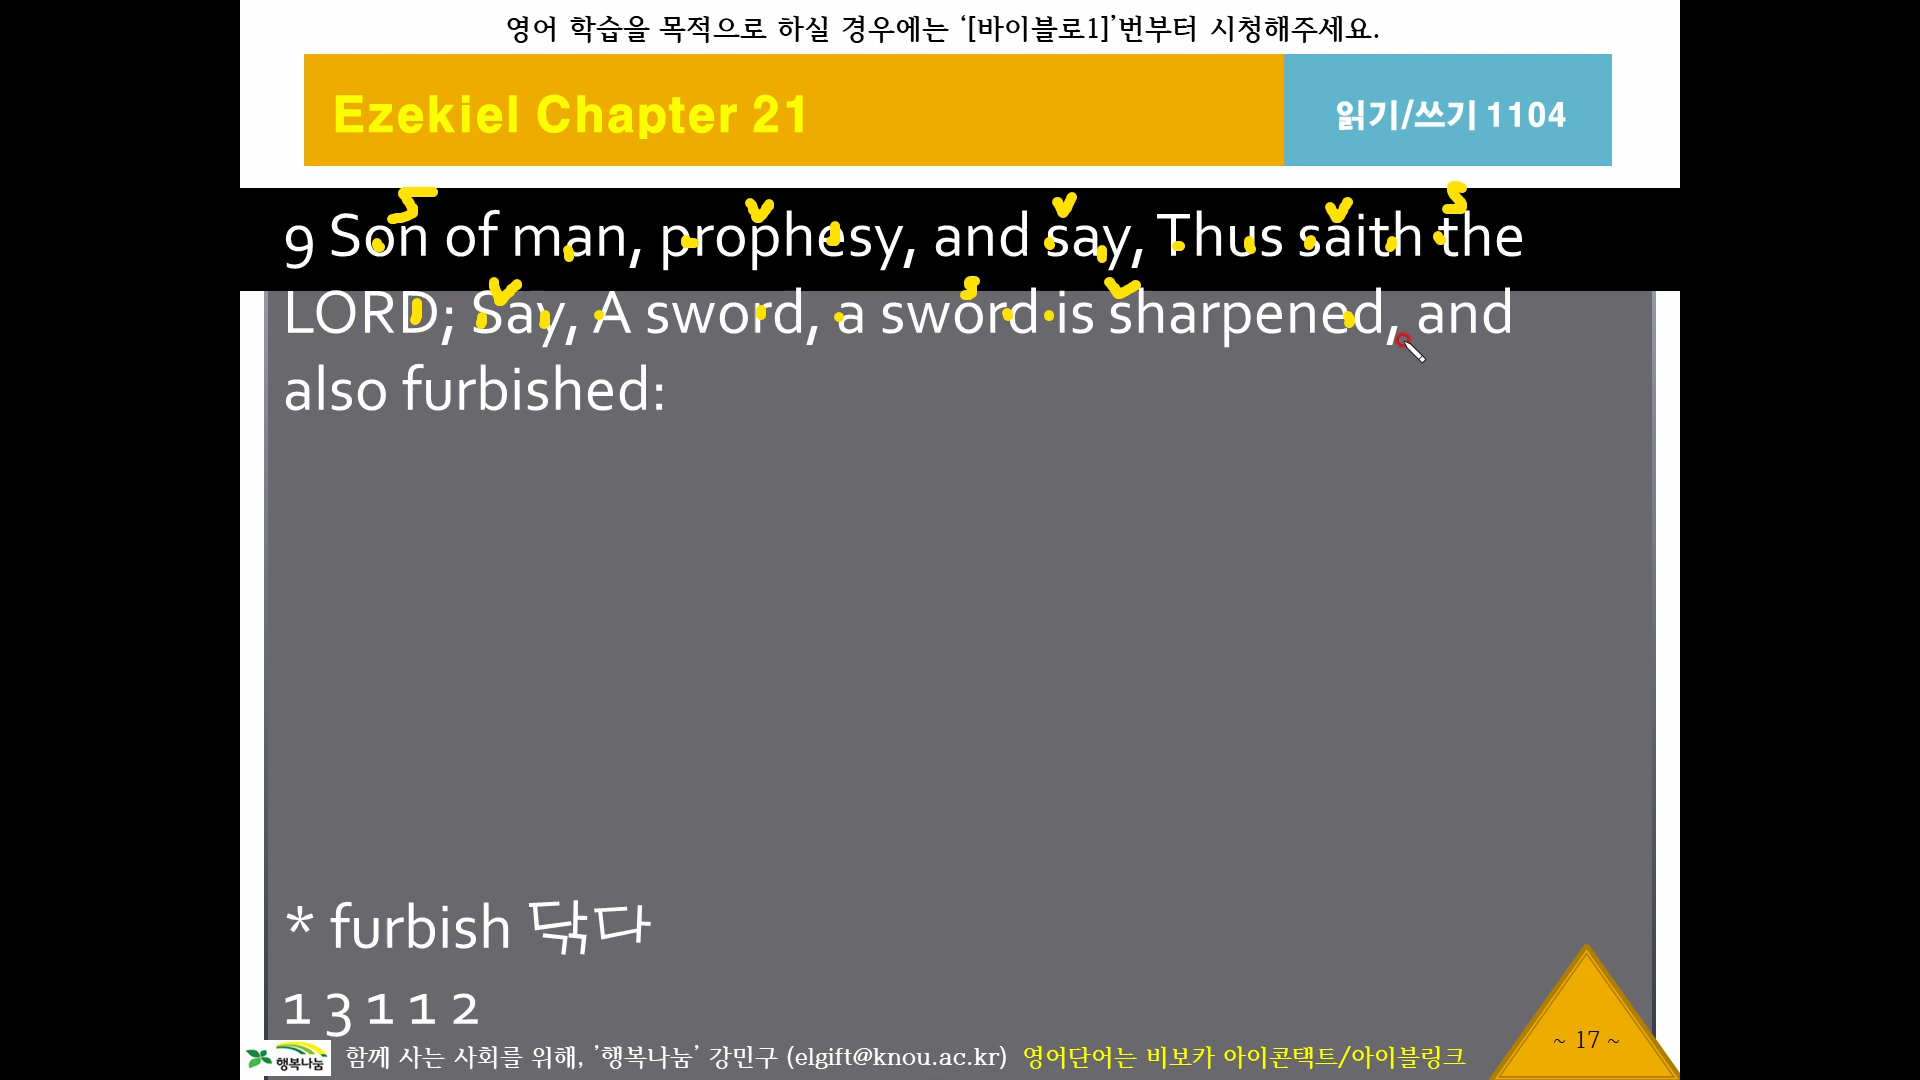 영어 학습을 목적으로 하실 경우에는 ‘[바이블로1]’번부터 시청해주세요.
Ezekiel Chapter 21
읽기/쓰기 1104
S V V V S
9 Son of man, prophesy, and say, Thus saith the
V S V
LORD; Say, A sword, a sword is sharpened, and
also furbished:
* furbish 닦다
1 3 1 1 2
~ 17 ~
행복나눔 함께 사는 사회를 위해, ’행복나눔’ 강민구 (elgift@knou.ac.kr) 영어단어는 비보카 아이콘택트/아이블링크